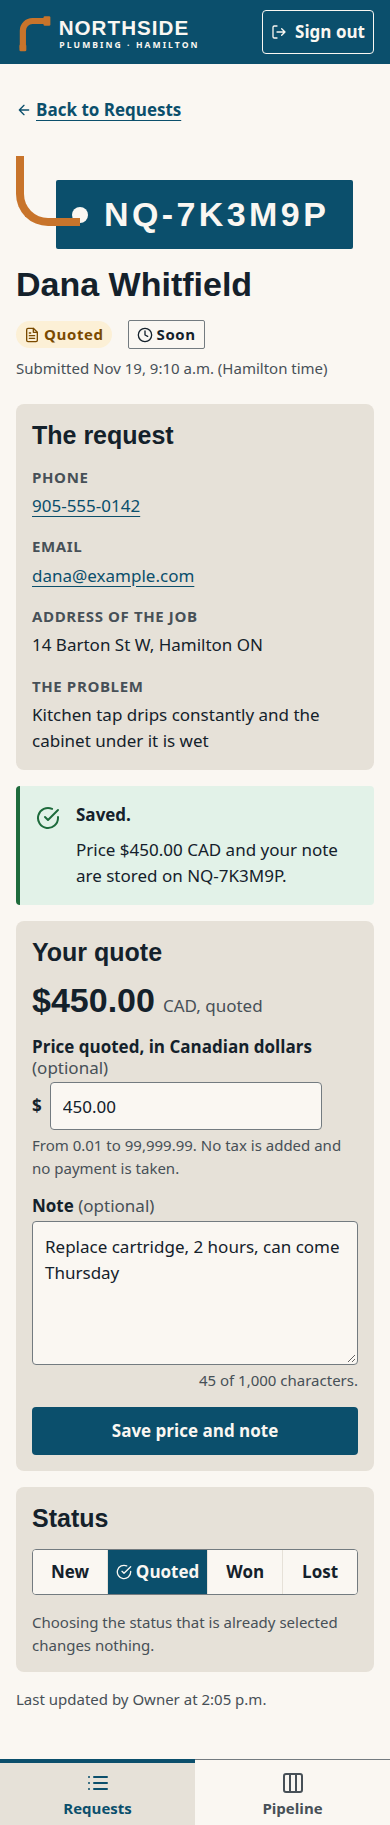 NORTHSIDE
PLUMBING · HAMILTON
Sign out
Back to Requests
NQ-7K3M9P
Dana Whitfield
Quoted
Soon
Submitted Nov 19, 9:10 a.m. (Hamilton time)
The request
PHONE
905-555-0142
EMAIL
dana@example.com
ADDRESS OF THE JOB
14 Barton St W, Hamilton ON
THE PROBLEM
Kitchen tap drips constantly and the
cabinet under it is wet
Saved.
Price $450.00 CAD and your note
are stored on NQ-7K3M9P.
Your quote
$450.00 CAD, quoted
Price quoted, in Canadian dollars
(optional)
$ 450.00
From 0.01 to 99,999.99. No tax is added and
no payment is taken.
Note (optional)
Replace cartridge, 2 hours, can come
Thursday
45 of 1,000 characters.
Save price and note
Status
New Quoted Won Lost
Choosing the status that is already selected
changes nothing.
Last updated by Owner at 2:05 p.m.
Requests Pipeline